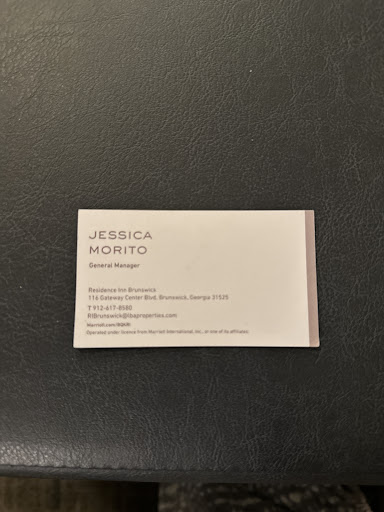 JESSICA
MORITO
General Manager
Residence Inn Brunswick
116 Gateway Center Blvd, Brunswick, Georgia 31525
T 912-617-8580
RIBrunswick@lbaproperties.com
Marriott.com/BQKRI
Operated under license from Marriott International, Inc. or one of its affiliates